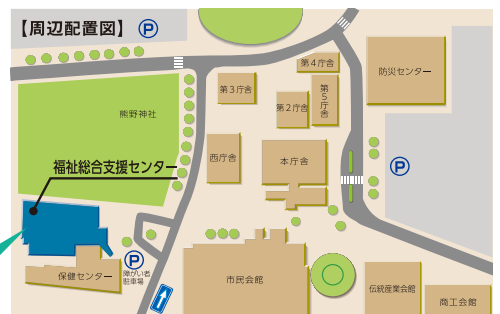 【周辺配置図】 P
第4庁舎
防災センター
第3庁舎
第5庁舎
第2庁舎
熊野神社
西庁舎
本庁舎
福祉総合支援センター
P
P
障がい者
駐車場
保健センター
市民会館
伝統産業会館
商工会館